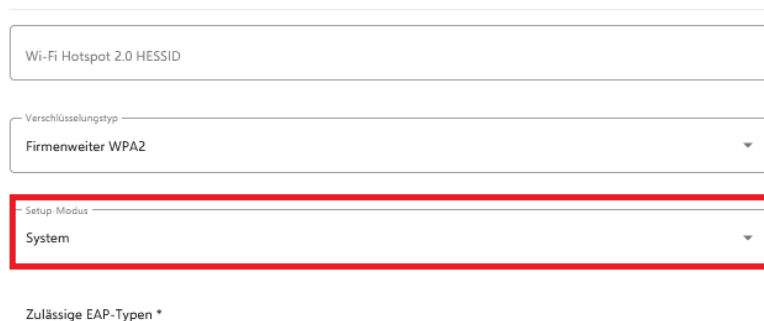 Wi-Fi Hotspot 2.0 HESSID
Verschlüsselungstyp
Firmenweiter WPA2
Setup-Modus
System
Zulässige EAP-Typen *